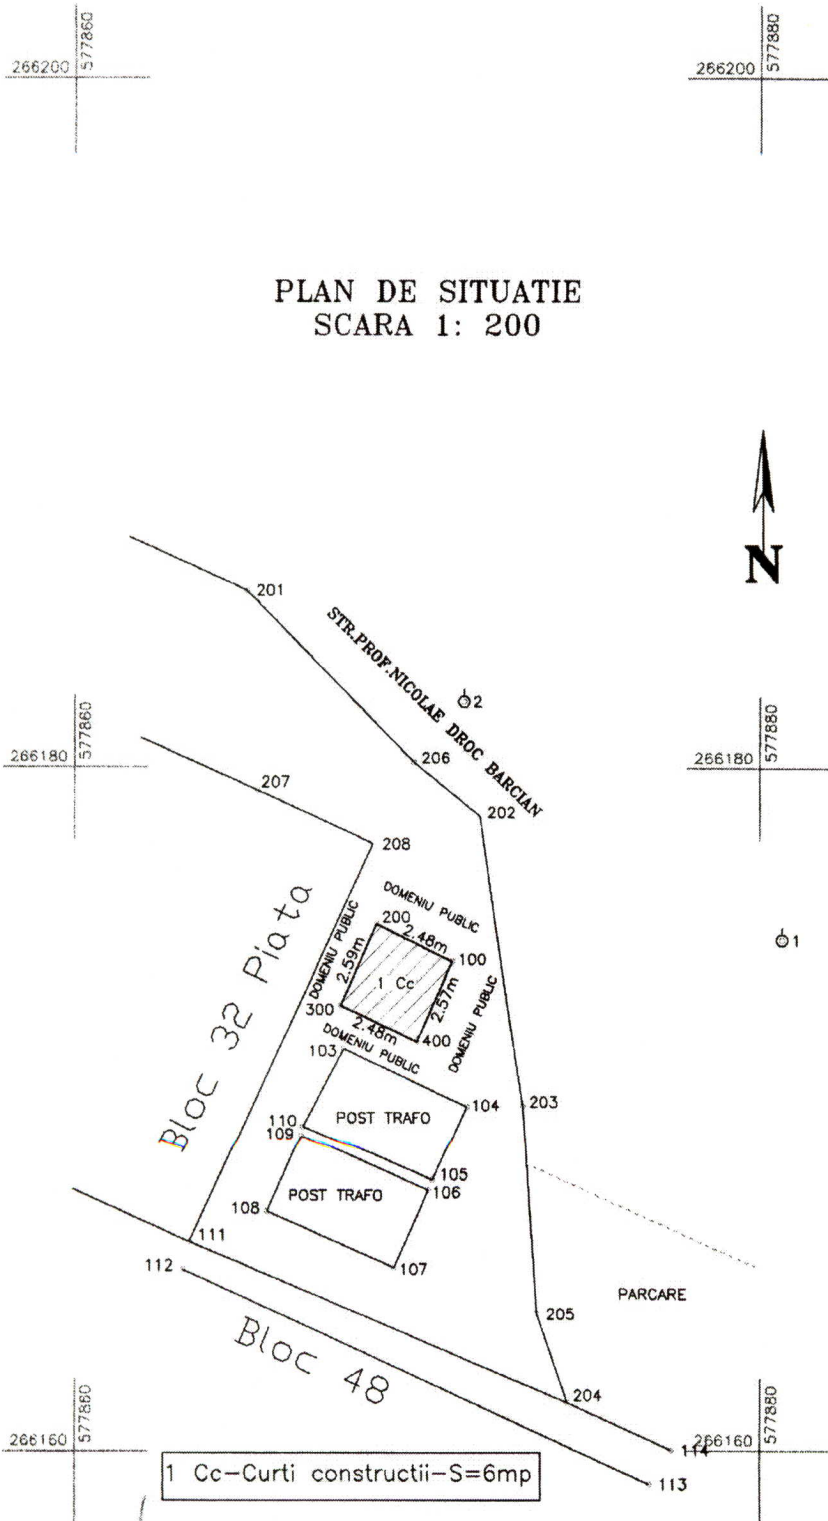 577860
266200
577880
266200
PLAN DE SITUATIE
SCARA 1: 200
N
201
STR.PROF.NICOLAE DROC BARCIAN
2
577860
266180
577880
266180
206
207
202
208
DOMENIU PUBLIC
200
2.48m
1
DOMENIU PUBLIC
2.59m
100
1 Cc
2.57m
DOMENIU PUBLIC
300
2.48m
400
DOMENIU PUBLIC
103
Bloc 32 Piata
104
203
POST TRAFO
110
109
105
106
POST TRAFO
108
111
112
107
PARCARE
205
Bloc 48
204
577860
266160
577880
266160
114
113
1 Cc-Curti constructii-S=6mp